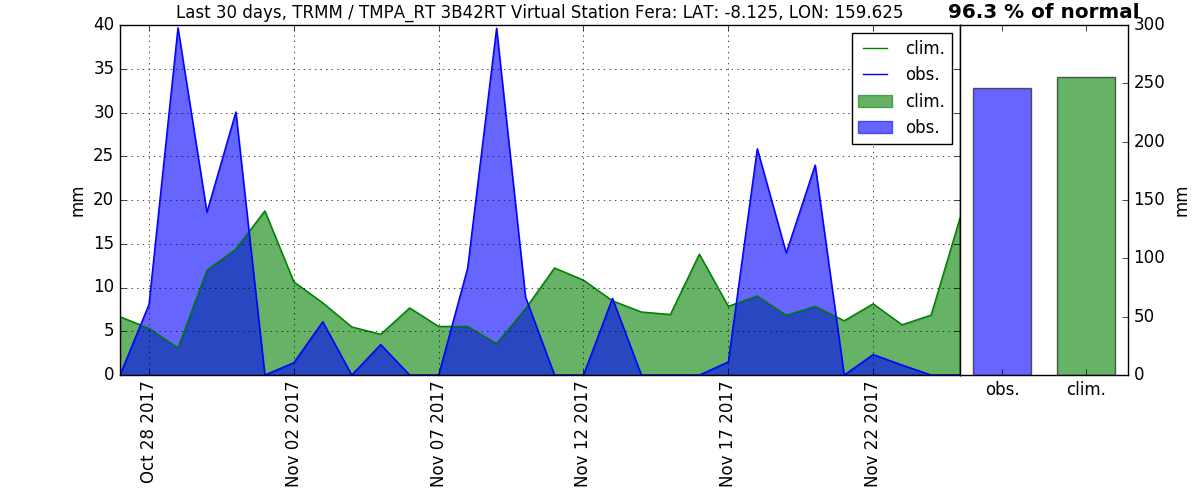 Last 30 days, TRMM / TMPA_RT 3B42RT Virtual Station Fera: LAT: -8.125, LON: 159.625
96.3 % of normal
40
35
30
25
20
15
10
5
0
mm
clim.
obs.
clim.
obs.
Oct 28 2017
Nov 02 2017
Nov 07 2017
Nov 12 2017
Nov 17 2017
Nov 22 2017
300
250
200
150
100
50
0
mm
obs.
clim.